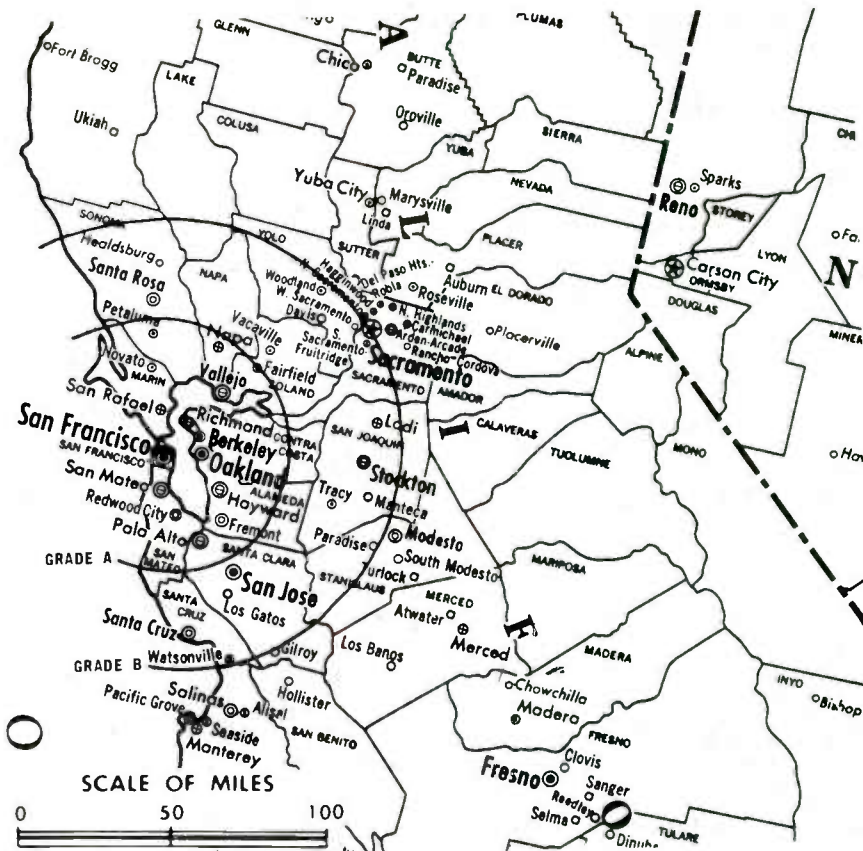 GLENN
PLUMAS
A
Fort Bragg
Chico
BUTTE
Paradise
LAKE
Ukiah
COLUSA
Oroville
SIERRA
YUBA
NEVADA
Sparks
Reno
Yuba City
Marysville
Linda
L
STOREY
SONOMA
YOLO
SUTTER
PLACER
LYON
Healdsburg
Santa Rosa
NAPA
Woodland
W. Sacramento
Davis
Hagginwood
N. Sacramento
Del Paso Hts.
Robla
Auburn
EL DORADO
Roseville
Carson City
ORMSBY
N
DOUGLAS
Petaluma
Napa
Vacaville
S. Sacramento
Fruitridge
N. Highlands
Carmichael
Arden-Arcade
Rancho Cordova
Placerville
Sacramento
SACRAMENTO
ALPINE
Novato
MARIN
Vallejo
Fairfield
SOLANO
AMADOR
San Rafael
Richmond
CONTRA COSTA
Lodi
SAN JOAQUIN
I
CALAVERAS
San Francisco
SAN FRANCISCO
Berkeley
Oakland
TUOLUMNE
MONO
Stockton
San Mateo
Hayward
ALAMEDA
Tracy
Manteca
Redwood City
Fremont
Palo Alto
Paradise
Modesto
GRADE A
SAN MATEO
SANTA CLARA
South Modesto
MARIPOSA
Turlock
STANISLAUS
San Jose
SANTA CRUZ
Los Gatos
MERCED
Atwater
Merced
F
Santa Cruz
GRADE B
Watsonville
Gilroy
Los Banos
MADERA
INYO
Bishop
Salinas
Alisal
Hollister
Chowchilla
Madera
Pacific Grove
Seaside
Monterey
SAN BENITO
FRESNO
O
Clovis
Fresno
Sanger
Reedley
Selma
O
TULARE
SCALE OF MILES
0 50 100